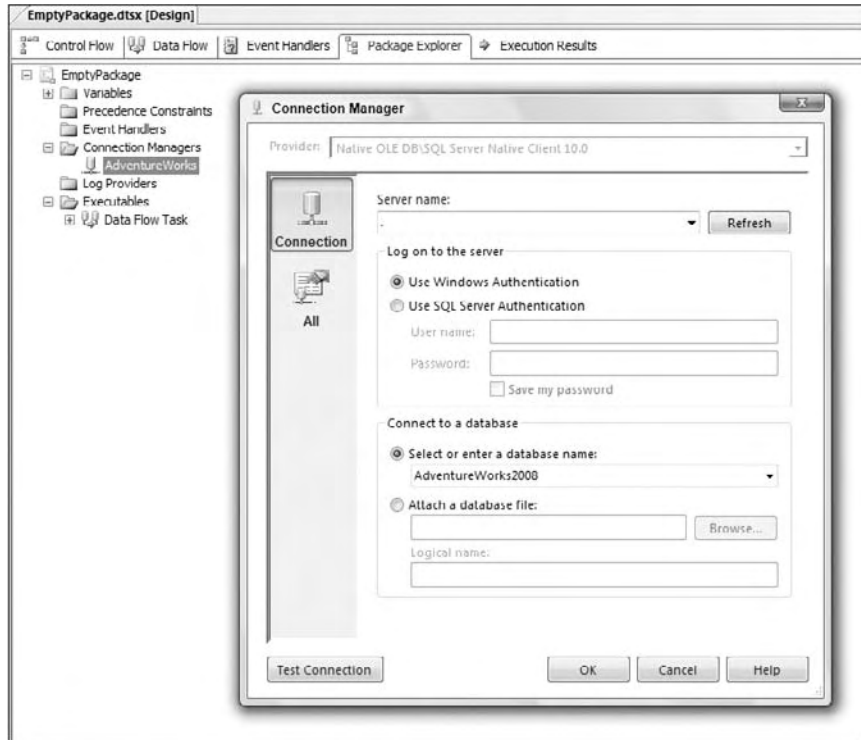 EmptyPackage.dtsx [Design]
Control Flow Data Flow Event Handlers Package Explorer Execution Results
EmptyPackage
Variables
Precedence Constraints
Event Handlers
Connection Managers
AdventureWorks
Log Providers
Executables
Data Flow Task
Connection Manager
Provider: Native OLE DB\SQL Server Native Client 10.0
Connection
All
Server name:
.
Refresh
Log on to the server
Use Windows Authentication
Use SQL Server Authentication
User name:
Password:
Save my password
Connect to a database
Select or enter a database name:
AdventureWorks2008
Attach a database file:
Browse...
Logical name:
Test Connection OK Cancel Help